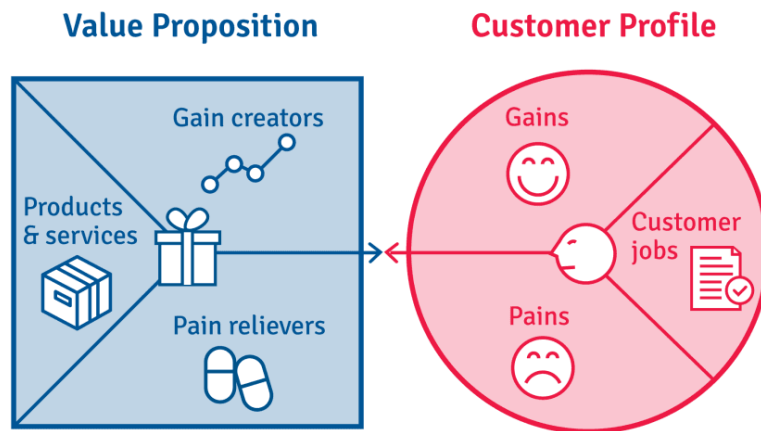 Value Proposition
Customer Profile
Gain creators
Products
& services
Pain relievers
Gains
Customer
jobs
Pains